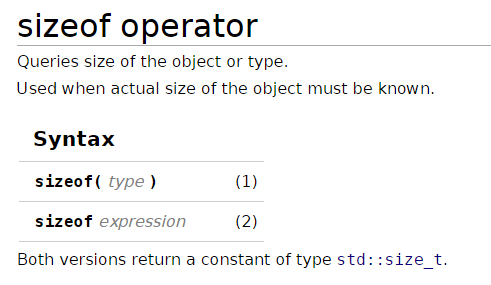 sizeof operator
Queries size of the object or type.
Used when actual size of the object must be known.
Syntax
sizeof( type ) (1)
sizeof expression (2)
Both versions return a constant of type std::size_t.